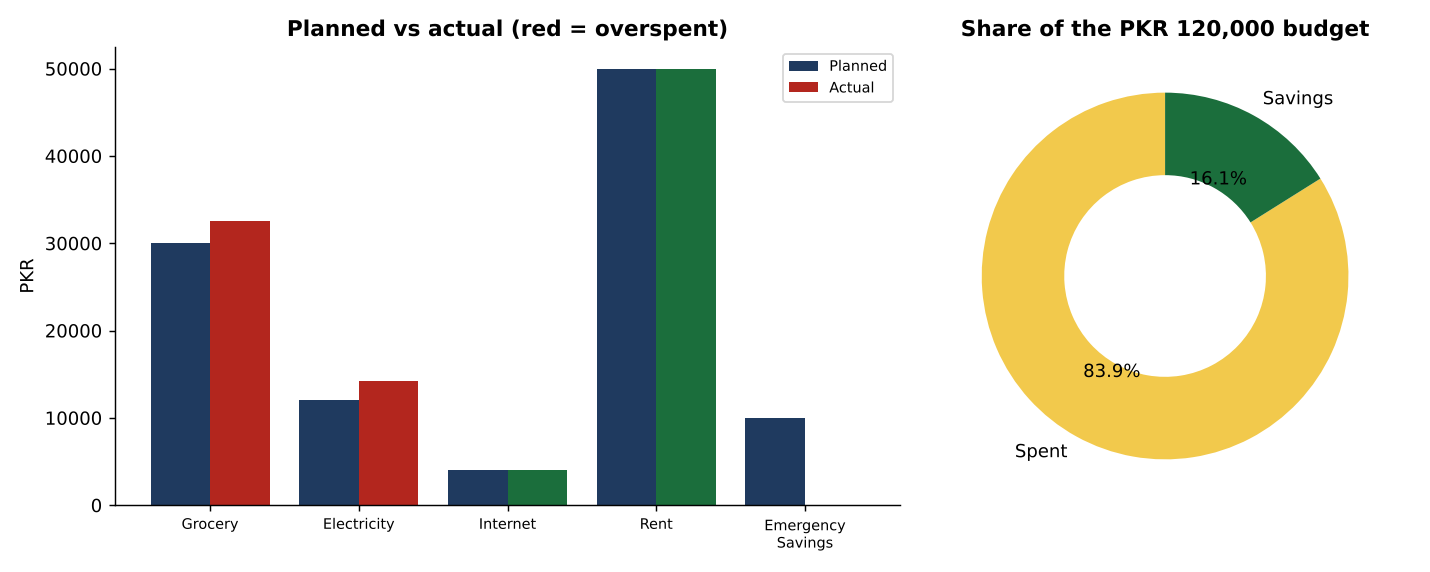 Planned vs actual (red = overspent)
Planned
Actual
PKR
50000
40000
30000
20000
10000
0
Grocery
Electricity
Internet
Rent
Emergency
Savings
Share of the PKR 120,000 budget
Savings
16.1%
83.9%
Spent